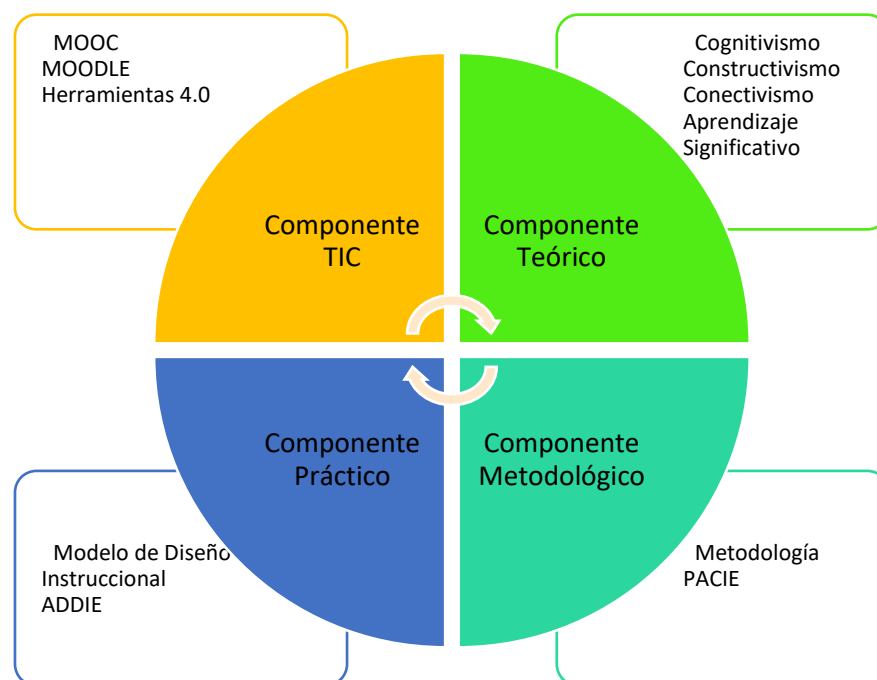 MOOC
MOODLE
Herramientas 4.0
Cognitivismo
Constructivismo
Conectivismo
Aprendizaje
Significativo
Componente
TIC
Componente
Teórico
Componente
Práctico
Componente
Metodológico
Modelo de Diseño
Instruccional
ADDIE
Metodología
PACIE